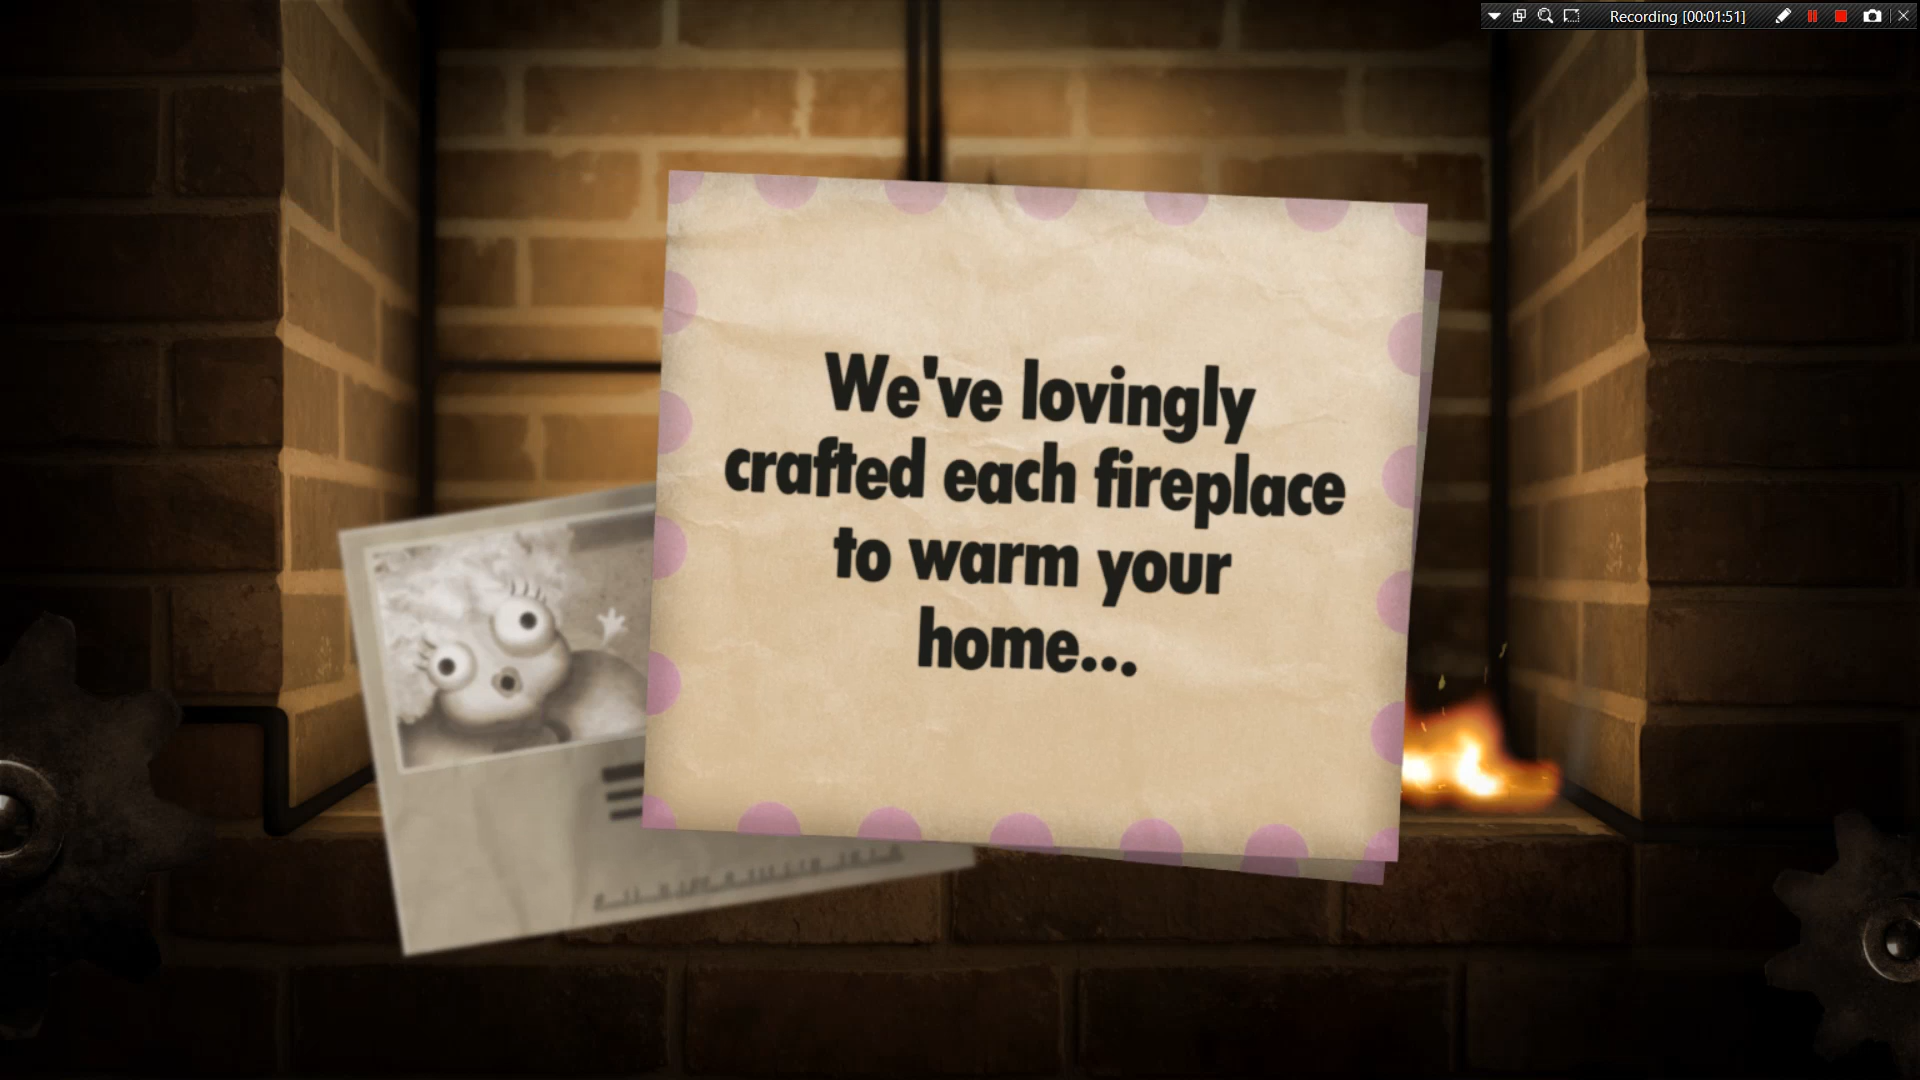 Recording [00:01:51]
We've lovingly
crafted each fireplace
to warm your
home...